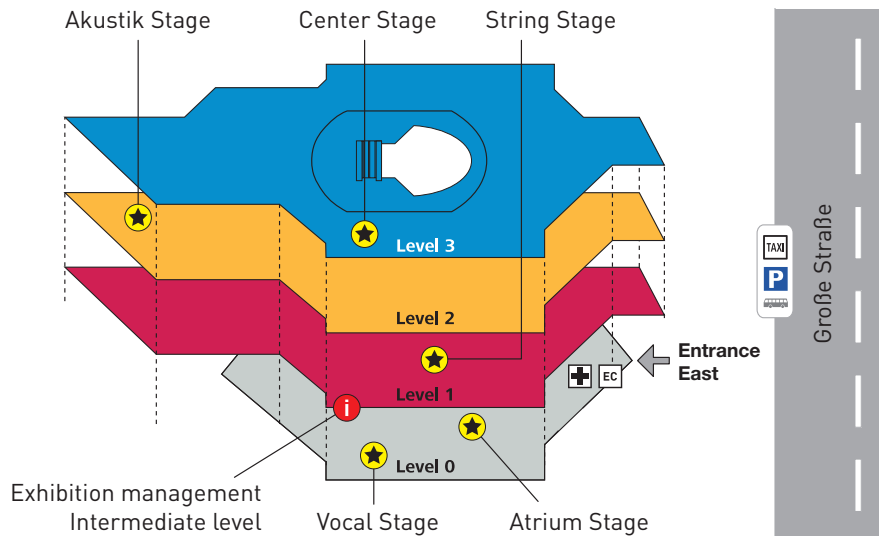 Akustik Stage
Center Stage
String Stage
Level 3
Level 2
Level 1
Level 0
TAXI
P
Große Straße
Entrance
East
EC
i
Exhibition management
Intermediate level
Vocal Stage
Atrium Stage